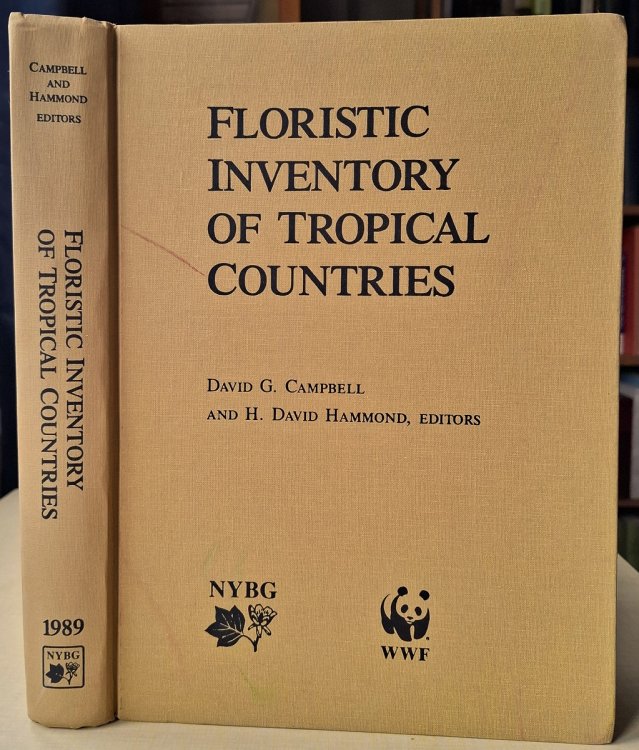 CAMPBELL
AND
HAMMOND
EDITORS
FLORISTIC INVENTORY
OF TROPICAL COUNTRIES
1989
NYBG
FLORISTIC
INVENTORY
OF TROPICAL
COUNTRIES
DAVID G. CAMPBELL
AND H. DAVID HAMMOND, EDITORS
NYBG
WWF